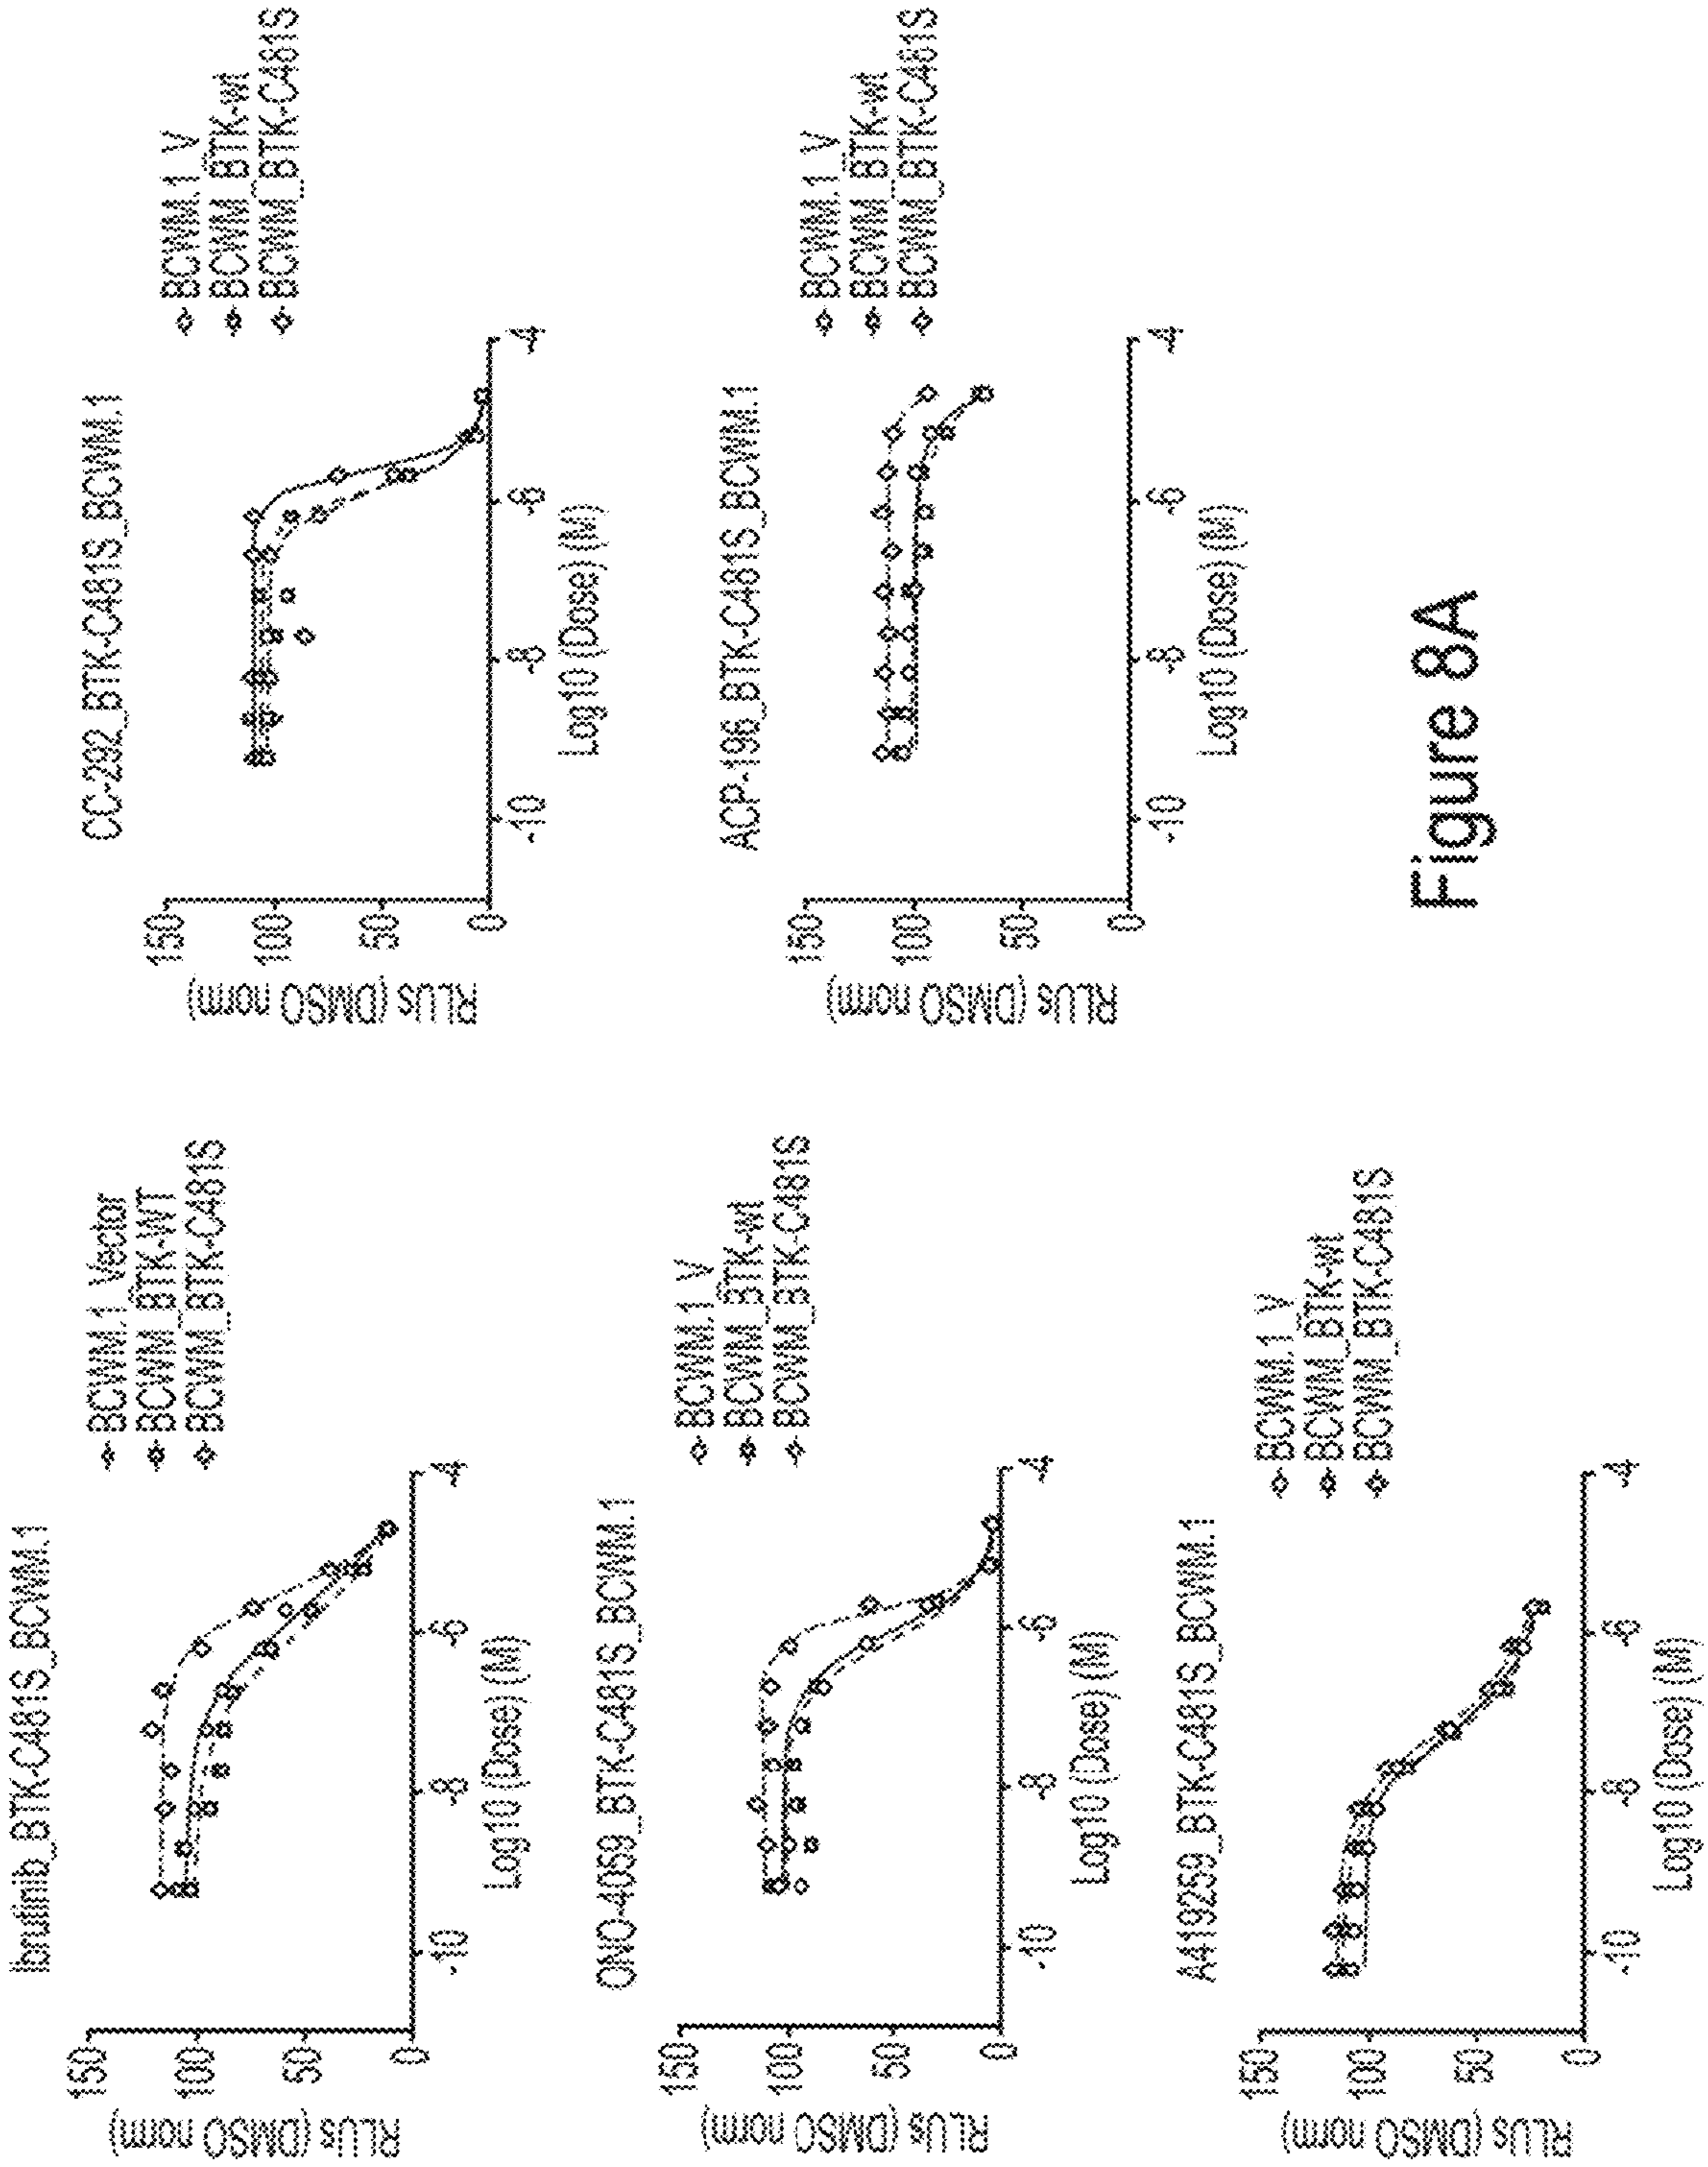 Ibrutinib_BTK-C481S_BCWM.1
BCWM.1_Vector
BCWM_BTK-WT
BCWM_BTK-C481S
RLUs (DMSO norm)
150
100
50
0
-10
-8
-6
-4
Log10 (Dose) (M)
CC-292_BTK-C481S_BCWM.1
BCWM.1_V
BCWM_BTK-wt
BCWM_BTK-C481S
RLUs (DMSO norm)
150
100
50
0
-10
-8
-6
-4
Log10 (Dose) (M)
ONO-4059_BTK-C481S_BCWM.1
BCWM.1_V
BCWM_BTK-wt
BCWM_BTK-C481S
RLUs (DMSO norm)
150
100
50
0
-10
-8
-6
-4
Log10 (Dose) (M)
ACP-196_BTK-C481S_BCWM.1
BCWM.1_V
BCWM_BTK-wt
BCWM_BTK-C481S
RLUs (DMSO norm)
150
100
50
0
-10
-8
-6
-4
Log10 (Dose) (M)
A419259_BTK-C481S_BCWM.1
BCWM.1_V
BCWM_BTK-wt
BCWM_BTK-C481S
RLUs (DMSO norm)
150
100
50
0
-10
-8
-6
-4
Log10 (Dose) (M)
Figure 8A